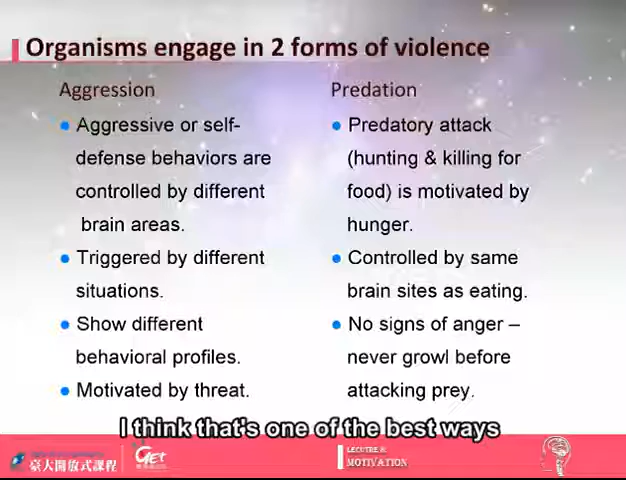 Organisms engage in 2 forms of violence
Aggression
● Aggressive or self-
defense behaviors are
controlled by different
brain areas.
● Triggered by different
situations.
● Show different
behavioral profiles.
● Motivated by threat.
Predation
● Predatory attack
(hunting & killing for
food) is motivated by
hunger.
● Controlled by same
brain sites as eating.
● No signs of anger –
never growl before
attacking prey.
I think that's one of the best ways
臺大開放式課程
GET
LECUTRE 8:
MOTIVATION